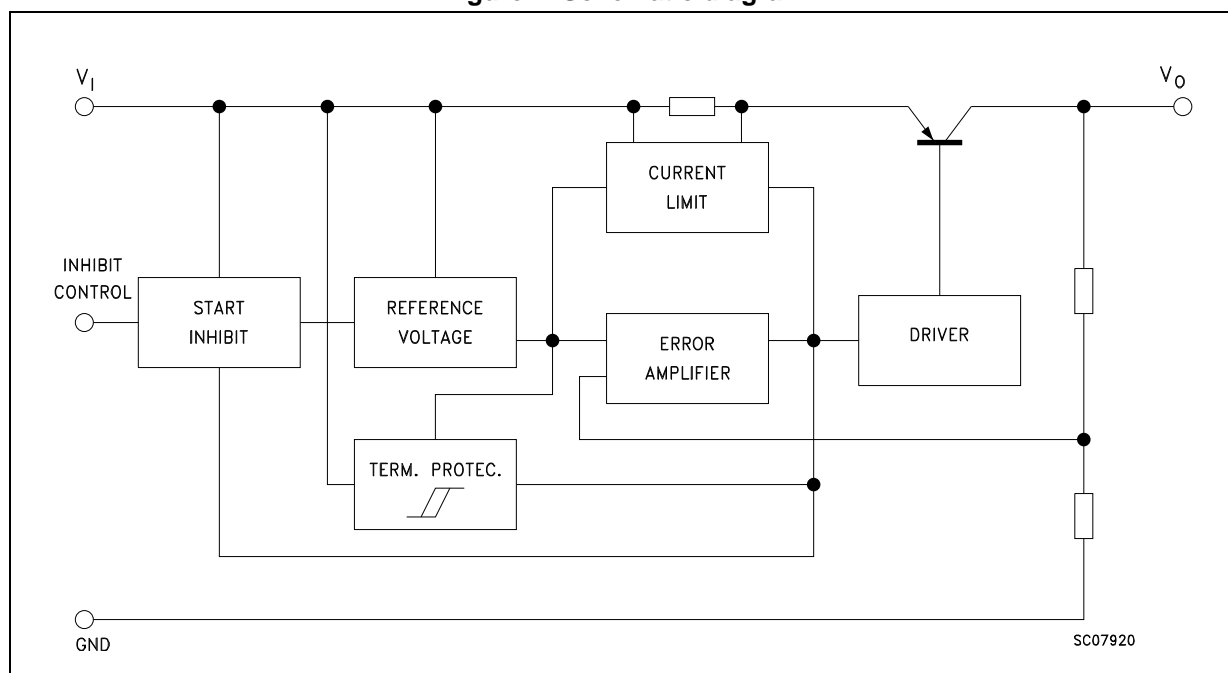 V_I
V_O
CURRENT
LIMIT
INHIBIT
CONTROL
START
INHIBIT
REFERENCE
VOLTAGE
ERROR
AMPLIFIER
DRIVER
TERM. PROTEC.
GND
SC07920